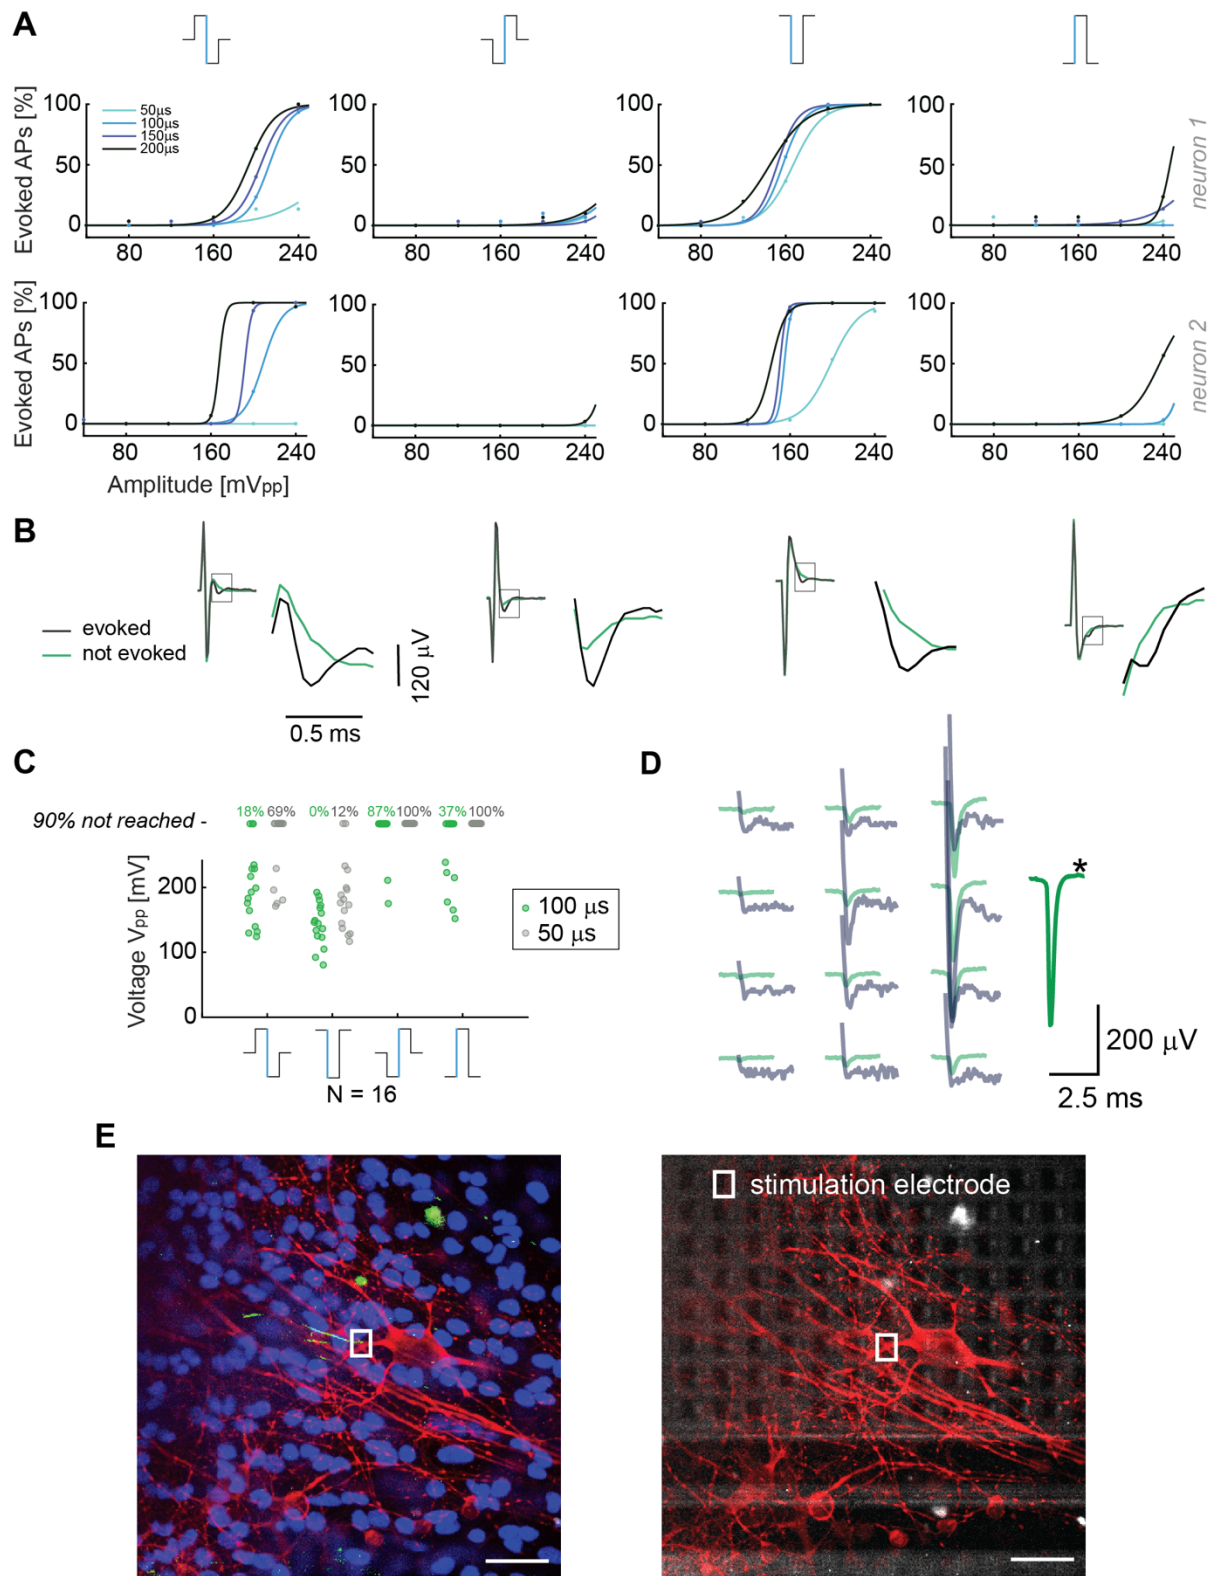 A
100
50
0
Evoked APs [%]
50μs
100μs
150μs
200μs
80 160 240
100
50
0
80 160 240
100
50
0
80 160 240
100
50
0
80 160 240
neuron 1
100
50
0
Evoked APs [%]
80 160 240
100
50
0
80 160 240
100
50
0
80 160 240
100
50
0
80 160 240
neuron 2
Amplitude [mVpp]
B
evoked
not evoked
120 μV
0.5 ms
C
90% not reached -
18% 69% 0% 12% 87% 100% 37% 100%
Voltage Vpp [mV]
200
100
0
100 μs
50 μs
N = 16
D
*
200 μV
2.5 ms
E
stimulation electrode